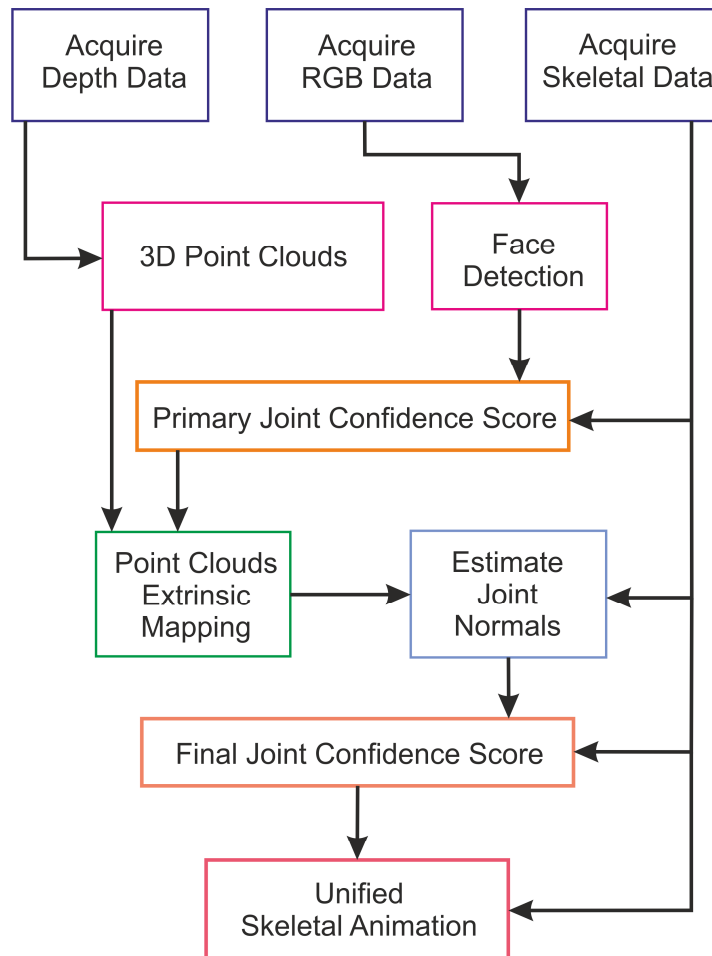 Acquire
Depth Data
Acquire
RGB Data
Acquire
Skeletal Data
3D Point Clouds
Face
Detection
Primary Joint Confidence Score
Point Clouds
Extrinsic
Mapping
Estimate
Joint
Normals
Final Joint Confidence Score
Unified
Skeletal Animation